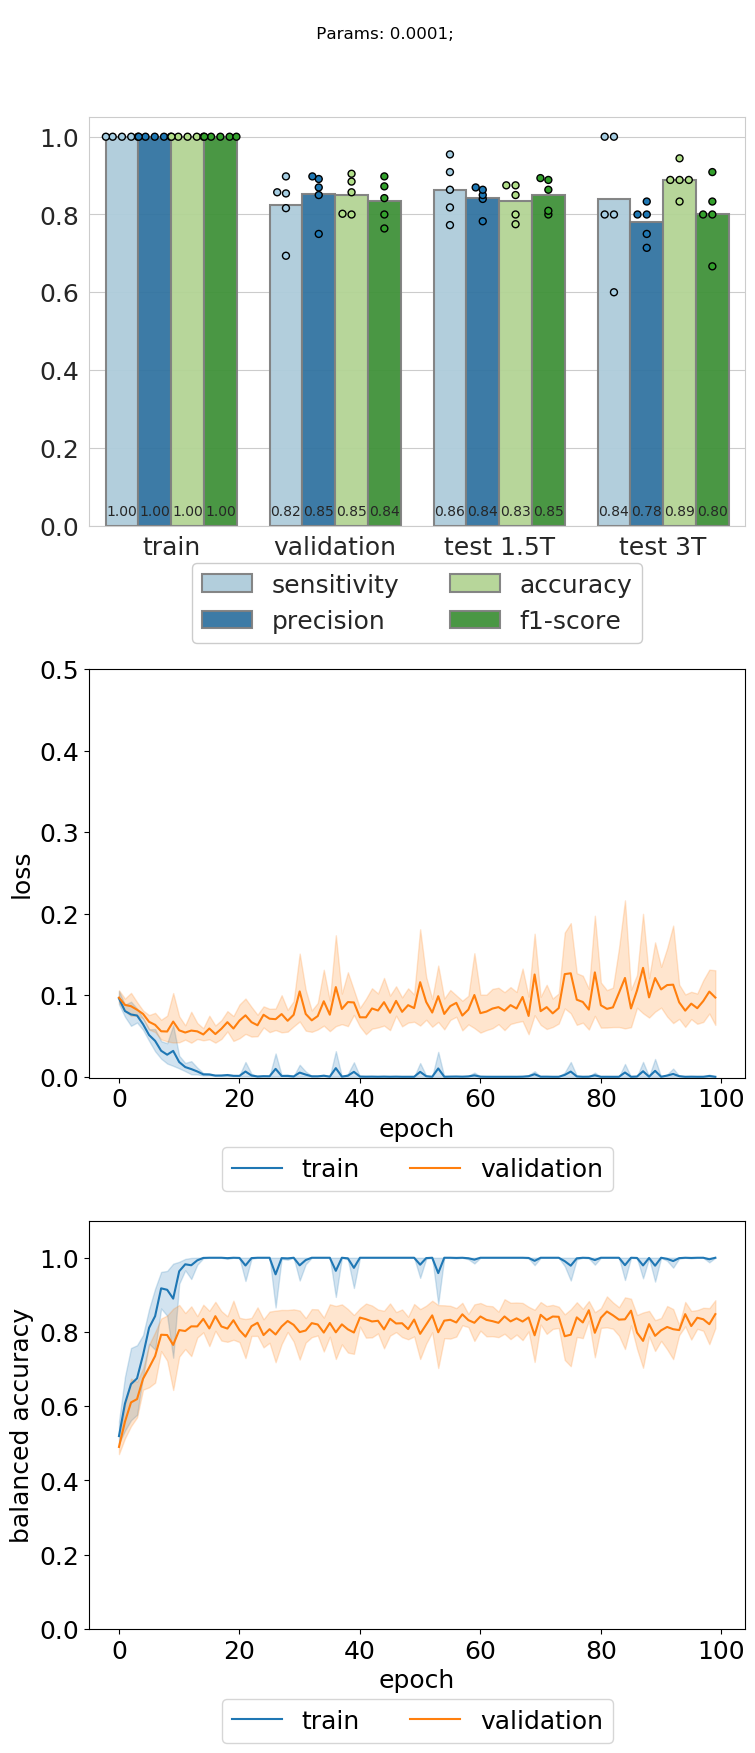 Params: 0.0001;
1.0
0.8
0.6
0.4
0.2
0.0
1.00 1.00 1.00 1.00 0.82 0.85 0.85 0.84 0.86 0.84 0.83 0.85 0.84 0.78 0.89 0.80
train validation test 1.5T test 3T
sensitivity accuracy
precision f1-score
0.5
0.4
0.3
0.2
0.1
0.0
loss
0 20 40 60 80 100
epoch
train validation
1.0
0.8
0.6
0.4
0.2
0.0
balanced accuracy
0 20 40 60 80 100
epoch
train validation